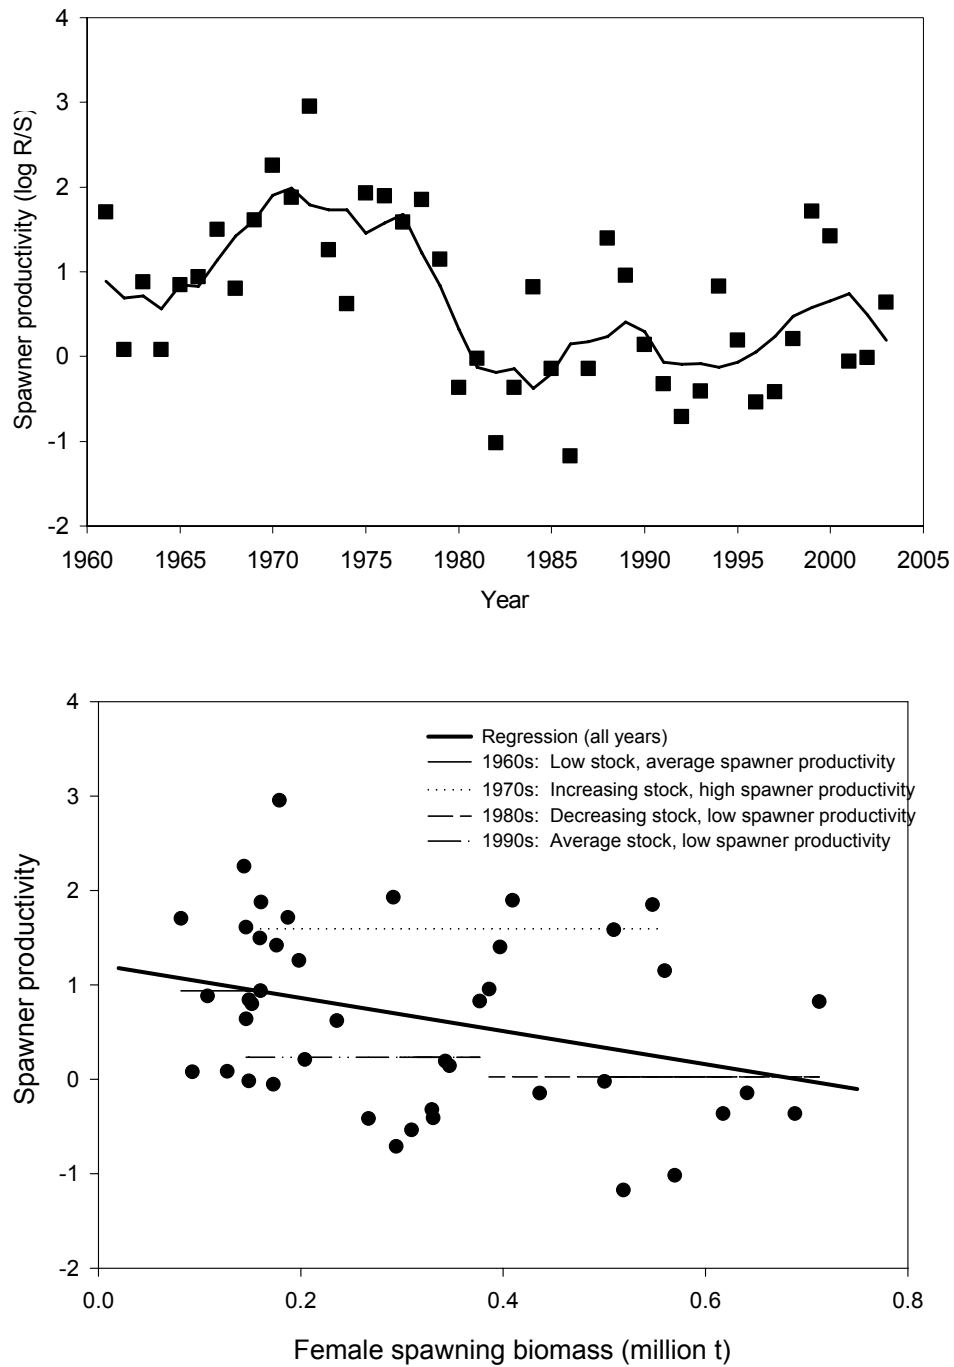 4
3
2
1
0
-1
-2
Spawner productivity (log R/S)
1960 1965 1970 1975 1980 1985 1990 1995 2000 2005
Year
4
3
2
1
0
-1
-2
Spawner productivity
Regression (all years)
1960s: Low stock, average spawner productivity
1970s: Increasing stock, high spawner productivity
1980s: Decreasing stock, low spawner productivity
1990s: Average stock, low spawner productivity
0.0 0.2 0.4 0.6 0.8
Female spawning biomass (million t)